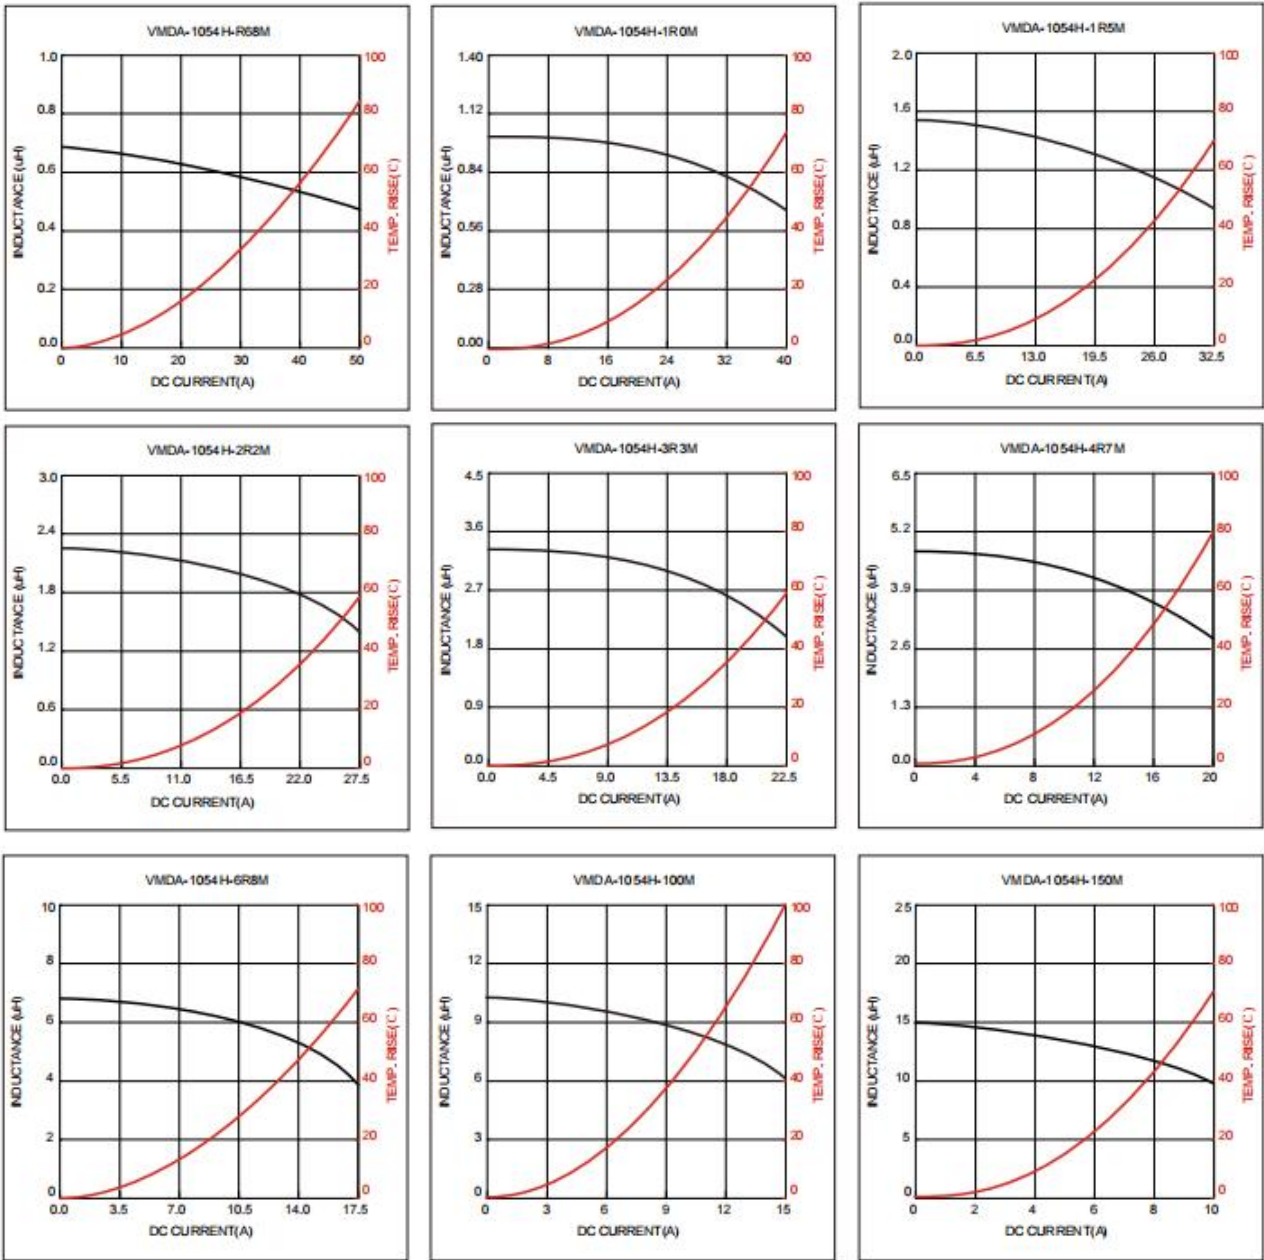 VMDA-1054H-R68M
1.0 0.8 0.6 0.4 0.2 0.0
INDUCTANCE (uH)
100 80 60 40 20 0
TEMP. RISE(C)
0 10 20 30 40 50
DC CURRENT(A)
VMDA-1054H-1R0M
1.40 1.12 0.84 0.56 0.28 0.00
INDUCTANCE (uH)
100 80 60 40 20 0
TEMP. RISE(C)
0 8 16 24 32 40
DC CURRENT(A)
VMDA-1054H-1R5M
2.0 1.6 1.2 0.8 0.4 0.0
INDUCTANCE (uH)
100 80 60 40 20 0
TEMP. RISE(C)
0.0 6.5 13.0 19.5 26.0 32.5
DC CURRENT(A)
VMDA-1054H-2R2M
3.0 2.4 1.8 1.2 0.6 0.0
INDUCTANCE (uH)
100 80 60 40 20 0
TEMP. RISE(C)
0.0 5.5 11.0 16.5 22.0 27.5
DC CURRENT(A)
VMDA-1054H-3R3M
4.5 3.6 2.7 1.8 0.9 0.0
INDUCTANCE (uH)
100 80 60 40 20 0
TEMP. RISE(C)
0.0 4.5 9.0 13.5 18.0 22.5
DC CURRENT(A)
VMDA-1054H-4R7M
6.5 5.2 3.9 2.6 1.3 0.0
INDUCTANCE (uH)
100 80 60 40 20 0
TEMP. RISE(C)
0 4 8 12 16 20
DC CURRENT(A)
VMDA-1054H-6R8M
10 8 6 4 2 0
INDUCTANCE (uH)
100 80 60 40 20 0
TEMP. RISE(C)
0.0 3.5 7.0 10.5 14.0 17.5
DC CURRENT(A)
VMDA-1054H-100M
15 12 9 6 3 0
INDUCTANCE (uH)
100 80 60 40 20 0
TEMP. RISE(C)
0 3 6 9 12 15
DC CURRENT(A)
VMDA-1054H-150M
25 20 15 10 5 0
INDUCTANCE (uH)
100 80 60 40 20 0
TEMP. RISE(C)
0 2 4 6 8 10
DC CURRENT(A)